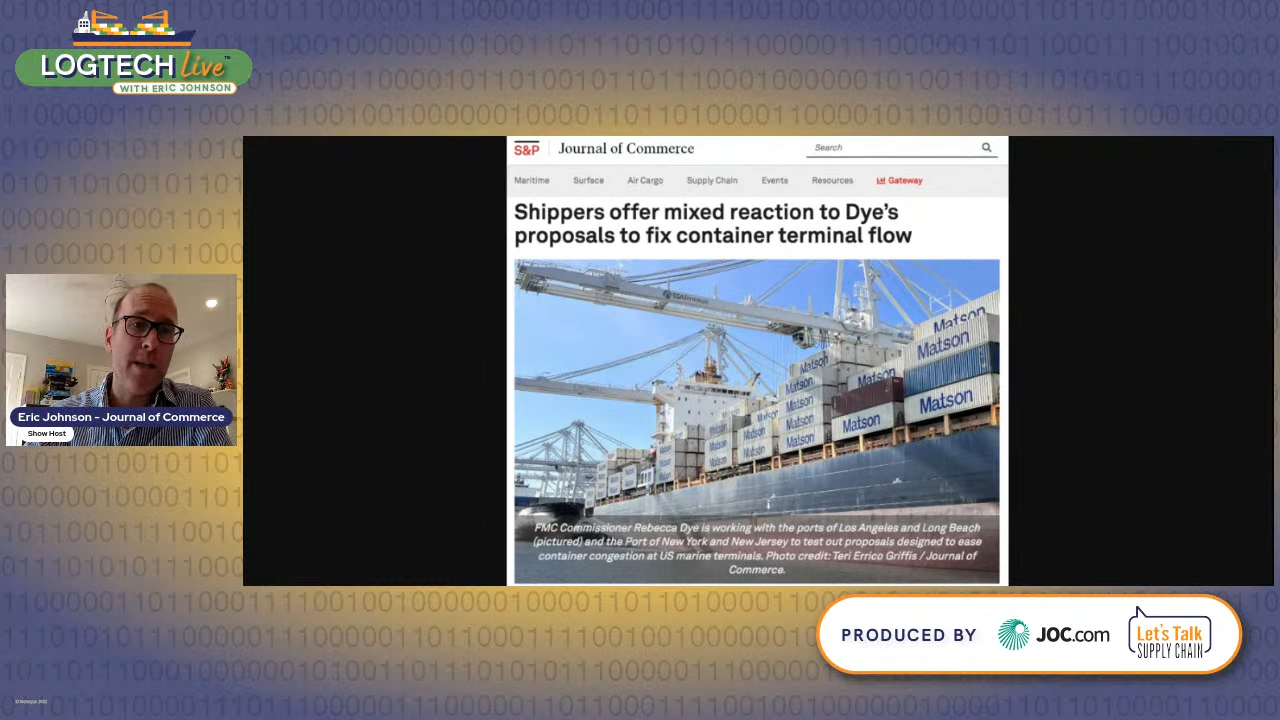 LOGTECH Live™
WITH ERIC JOHNSON
S&P
Journal of Commerce
Search
Maritime
Surface
Air Cargo
Supply Chain
Events
Resources
Gateway
Shippers offer mixed reaction to Dye's
proposals to fix container terminal flow
Matson
Matson
Matson
Matson
Matson
Matson
Matson
Matson
Matson
FMC Commissioner Rebecca Dye is working with the ports of Los Angeles and Long Beach
(pictured) and the Port of New York and New Jersey to test out proposals designed to ease
container congestion at US marine terminals. Photo credit: Teri Errico Griffis / Journal of
Commerce.
Eric Johnson - Journal of Commerce
Show Host
PRODUCED BY
JOC.com
Let's Talk
SUPPLY CHAIN